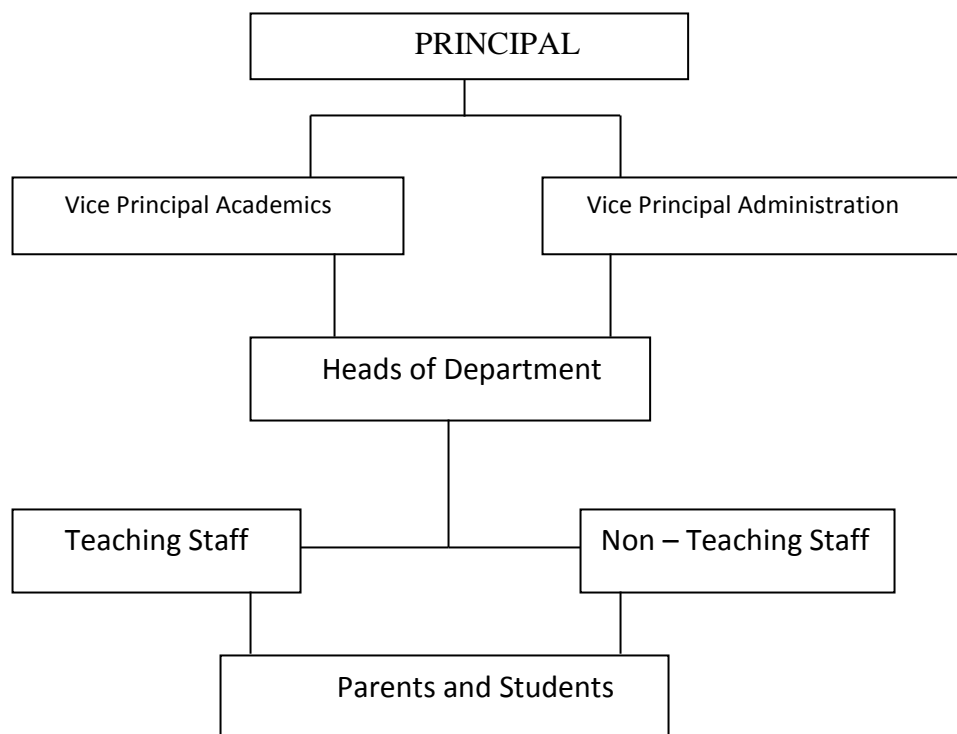 PRINCIPAL
Vice Principal Academics
Vice Principal Administration
Heads of Department
Teaching Staff
Non – Teaching Staff
Parents and Students